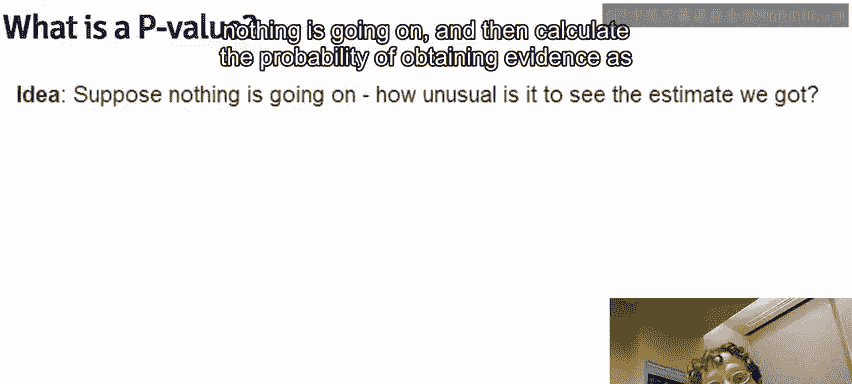 What is a P-value?
nothing is going on, and then calculate
the probability of obtaining evidence as
Idea: Suppose nothing is going on - how unusual is it to see the estimate we got?